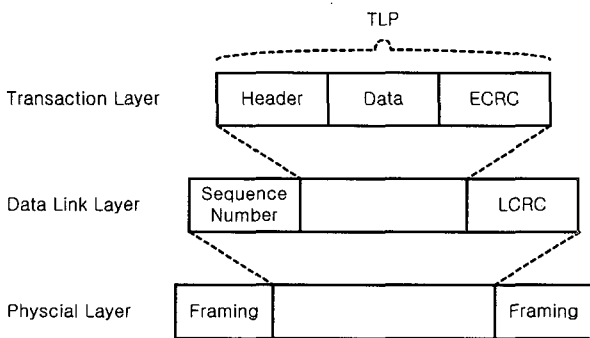 TLP
Transaction Layer
Header
Data
ECRC
Data Link Layer
Sequence
Number
LCRC
Physcial Layer
Framing
Framing